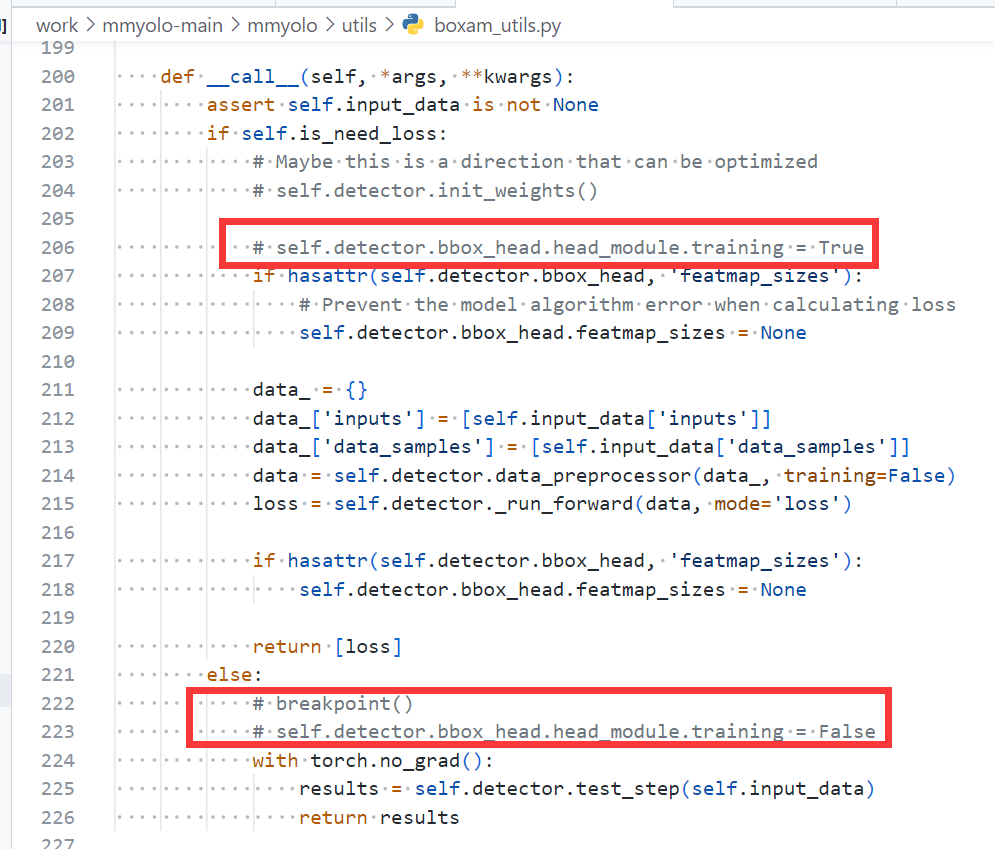 ]
work > mmyolo-main > mmyolo > utils > boxam_utils.py
199
200 def __call__(self, *args, **kwargs):
201 assert self.input_data is not None
202 if self.is_need_loss:
203 # Maybe this is a direction that can be optimized
204 # self.detector.init_weights()
205
206 # self.detector.bbox_head.head_module.training = True
207 if hasattr(self.detector.bbox_head, 'featmap_sizes'):
208 # Prevent the model algorithm error when calculating loss
209 self.detector.bbox_head.featmap_sizes = None
210
211 data_ = {}
212 data_['inputs'] = [self.input_data['inputs']]
213 data_['data_samples'] = [self.input_data['data_samples']]
214 data = self.detector.data_preprocessor(data_, training=False)
215 loss = self.detector._run_forward(data, mode='loss')
216
217 if hasattr(self.detector.bbox_head, 'featmap_sizes'):
218 self.detector.bbox_head.featmap_sizes = None
219
220 return [loss]
221 else:
222 # breakpoint()
223 # self.detector.bbox_head.head_module.training = False
224 with torch.no_grad():
225 results = self.detector.test_step(self.input_data)
226 return results
227